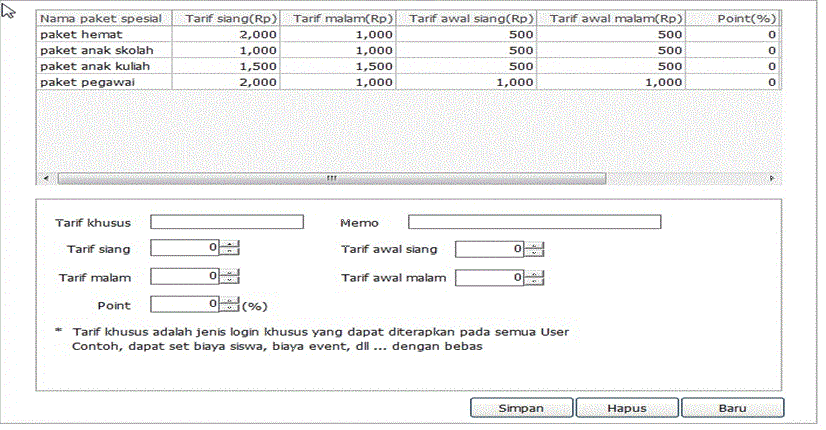 Nama paket spesial Tarif siang(Rp) Tarif malam(Rp) Tarif awal siang(Rp) Tarif awal malam(Rp) Point(%)
paket hemat 2,000 1,000 500 500 0
paket anak skolah 1,000 1,000 500 500 0
paket anak kuliah 1,500 1,500 500 500 0
paket pegawai 2,000 1,000 1,000 1,000 0
Tarif khusus Memo
Tarif siang 0 Tarif awal siang 0
Tarif malam 0 Tarif awal malam 0
Point 0 (%)
* Tarif khusus adalah jenis login khusus yang dapat diterapkan pada semua User
Contoh, dapat set biaya siswa, biaya event, dll ... dengan bebas
Simpan Hapus Baru